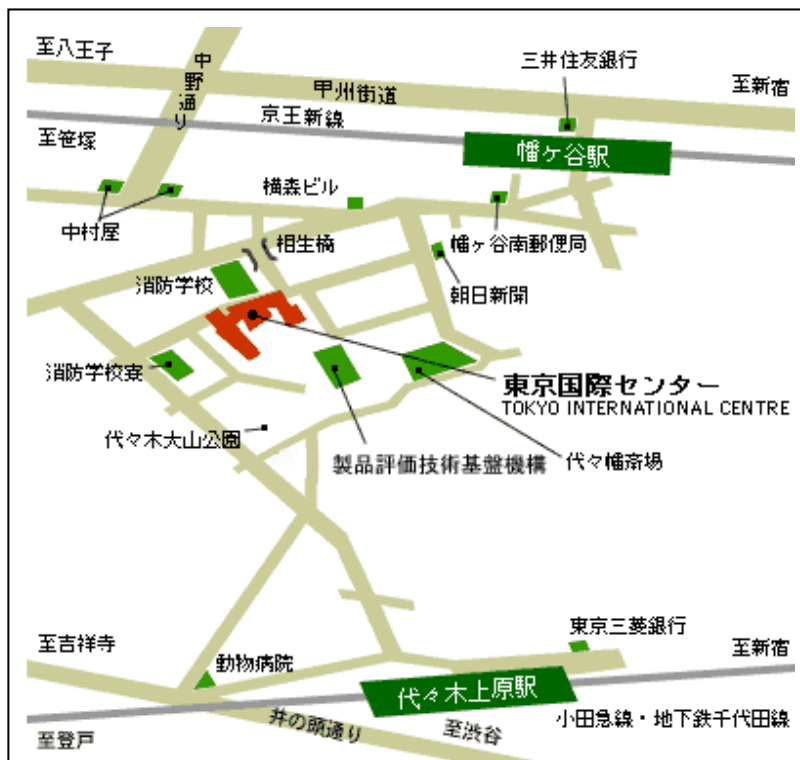 至八王子
中野通り
甲州街道
三井住友銀行
至新宿
京王新線
至笹塚
幡ヶ谷駅
横森ビル
中村屋
相生橋
幡ヶ谷南郵便局
消防学校
朝日新聞
消防学校寮
東京国際センター
TOKYO INTERNATIONAL CENTRE
代々木大山公園
製品評価技術基盤機構
代々幡斎場
至吉祥寺
動物病院
東京三菱銀行
至新宿
代々木上原駅
井の頭通り
至渋谷
小田急線・地下鉄千代田線
至登戸